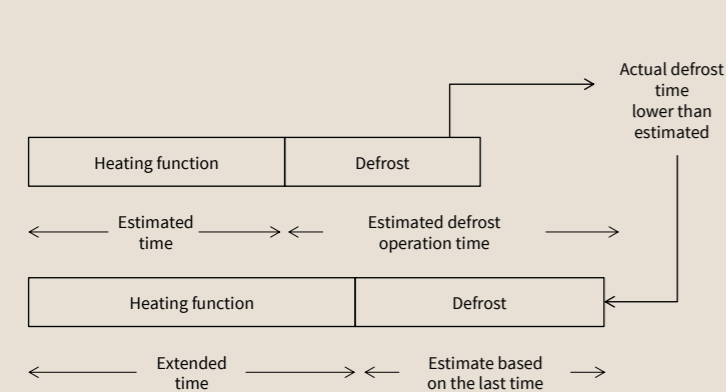 Actual defrost
time
lower than
estimated
Heating function
Defrost
Estimated
time
Estimated defrost
operation time
Heating function
Defrost
Extended
time
Estimate based
on the last time